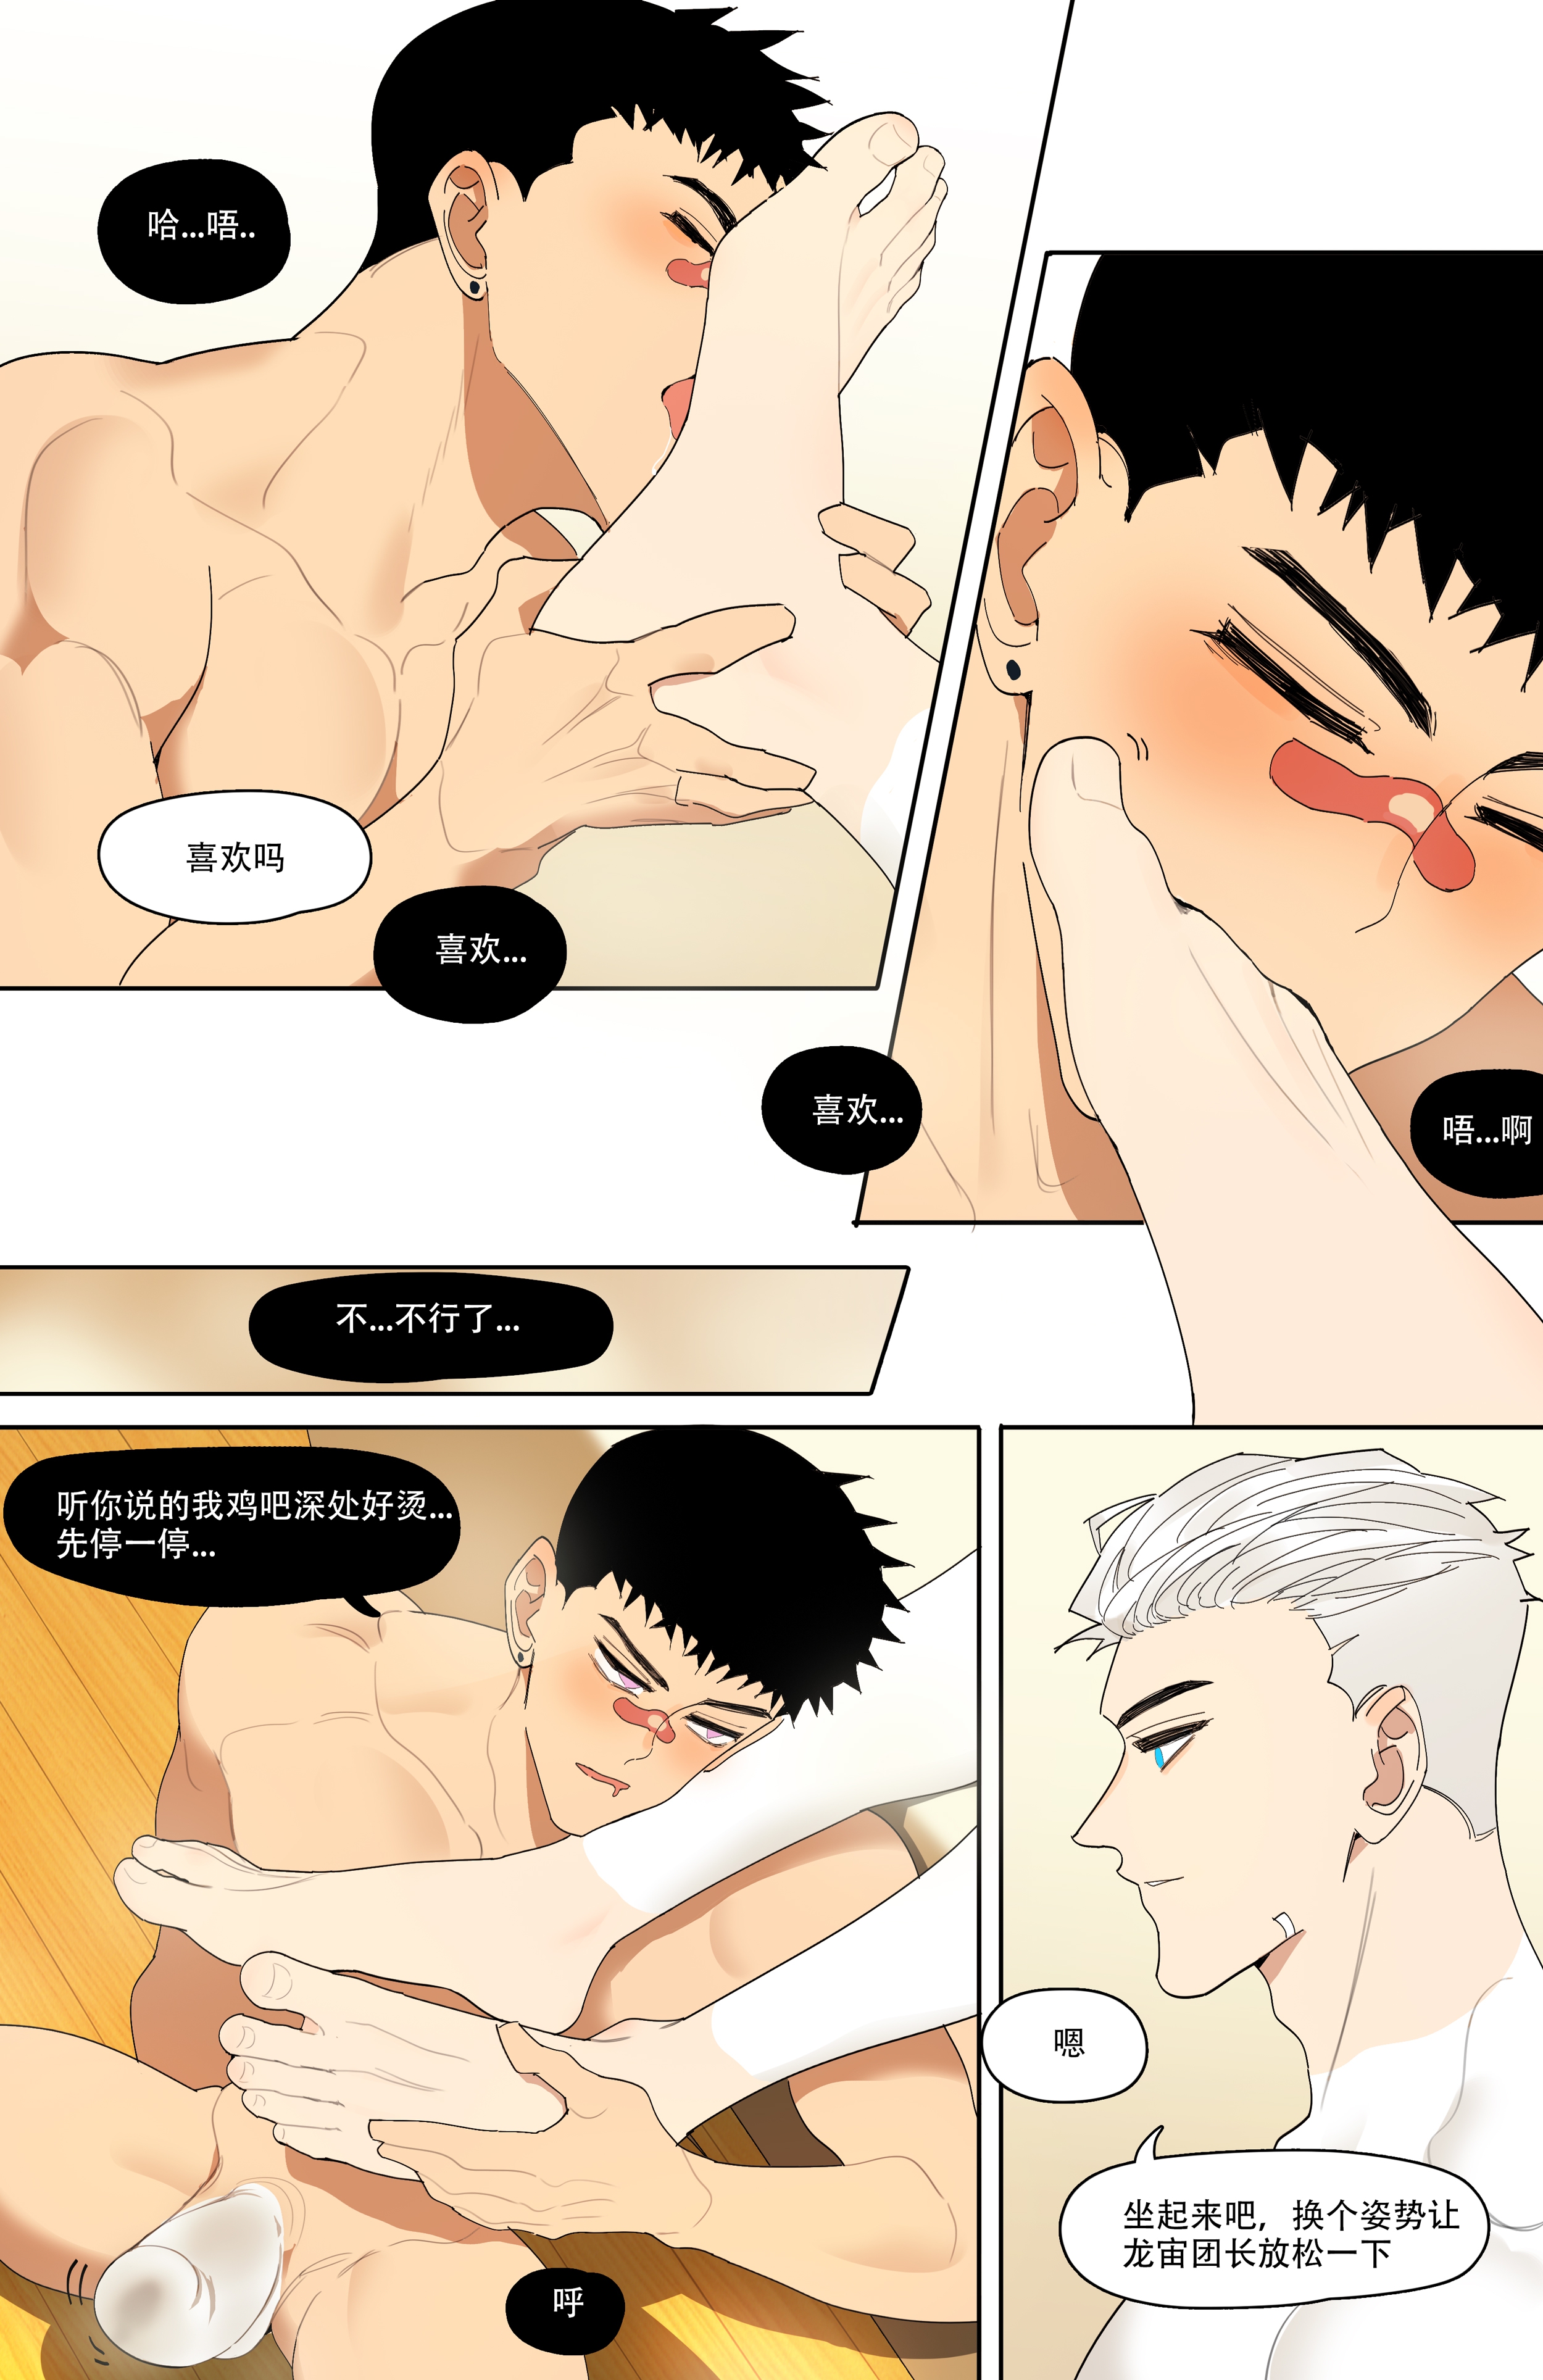 哈...唔..
喜欢吗
喜欢...
喜欢...
唔...啊
不...不行了...
听你说的我鸡吧深处好烫...
先停一停...
嗯
坐起来吧，换个姿势让
龙宙团长放松一下
呼